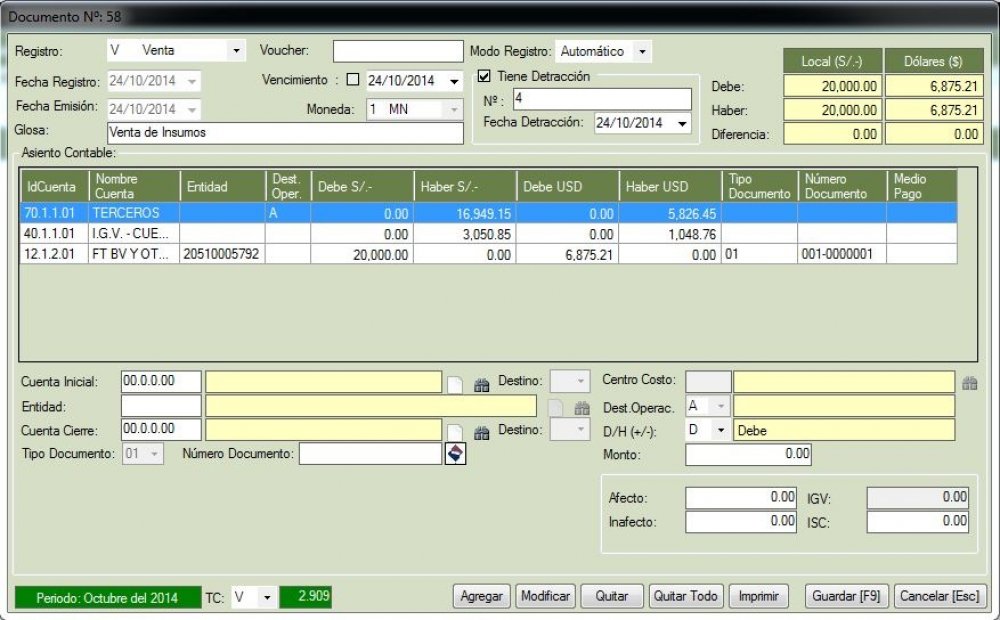 Documento Nº: 58
Registro: V Venta Voucher: Modo Registro: Automático
Local (S/.-) Dólares ($)
Fecha Registro: 24/10/2014 Vencimiento : 24/10/2014 Tiene Detracción
Debe: 20,000.00 6,875.21
Nº : 4
Fecha Emisión: 24/10/2014 Moneda: 1 MN
Haber: 20,000.00 6,875.21
Fecha Detracción: 24/10/2014
Glosa: Venta de Insumos
Diferencia: 0.00 0.00
Asiento Contable:
IdCuenta Nombre Cuenta Entidad Dest. Oper. Debe S/.- Haber S/.- Debe USD Haber USD Tipo Documento Número Documento Medio Pago
70.1.1.01 TERCEROS A 0.00 16,949.15 0.00 5,826.45
40.1.1.01 I.G.V. - CUE... 0.00 3,050.85 0.00 1,048.76
12.1.2.01 FT BV Y OT... 20510005792 20,000.00 0.00 6,875.21 0.00 01 001-0000001
Cuenta Inicial: 00.0.0.00 Destino: Centro Costo:
Entidad: Dest.Operac. A
Cuenta Cierre: 00.0.0.00 Destino: D/H (+/-): D Debe
Tipo Documento: 01 Número Documento: Monto: 0.00
Afecto: 0.00 IGV: 0.00
Inafecto: 0.00 ISC: 0.00
Periodo: Octubre del 2014 TC: V 2.909 Agregar Modificar Quitar Quitar Todo Imprimir Guardar [F9] Cancelar [Esc]